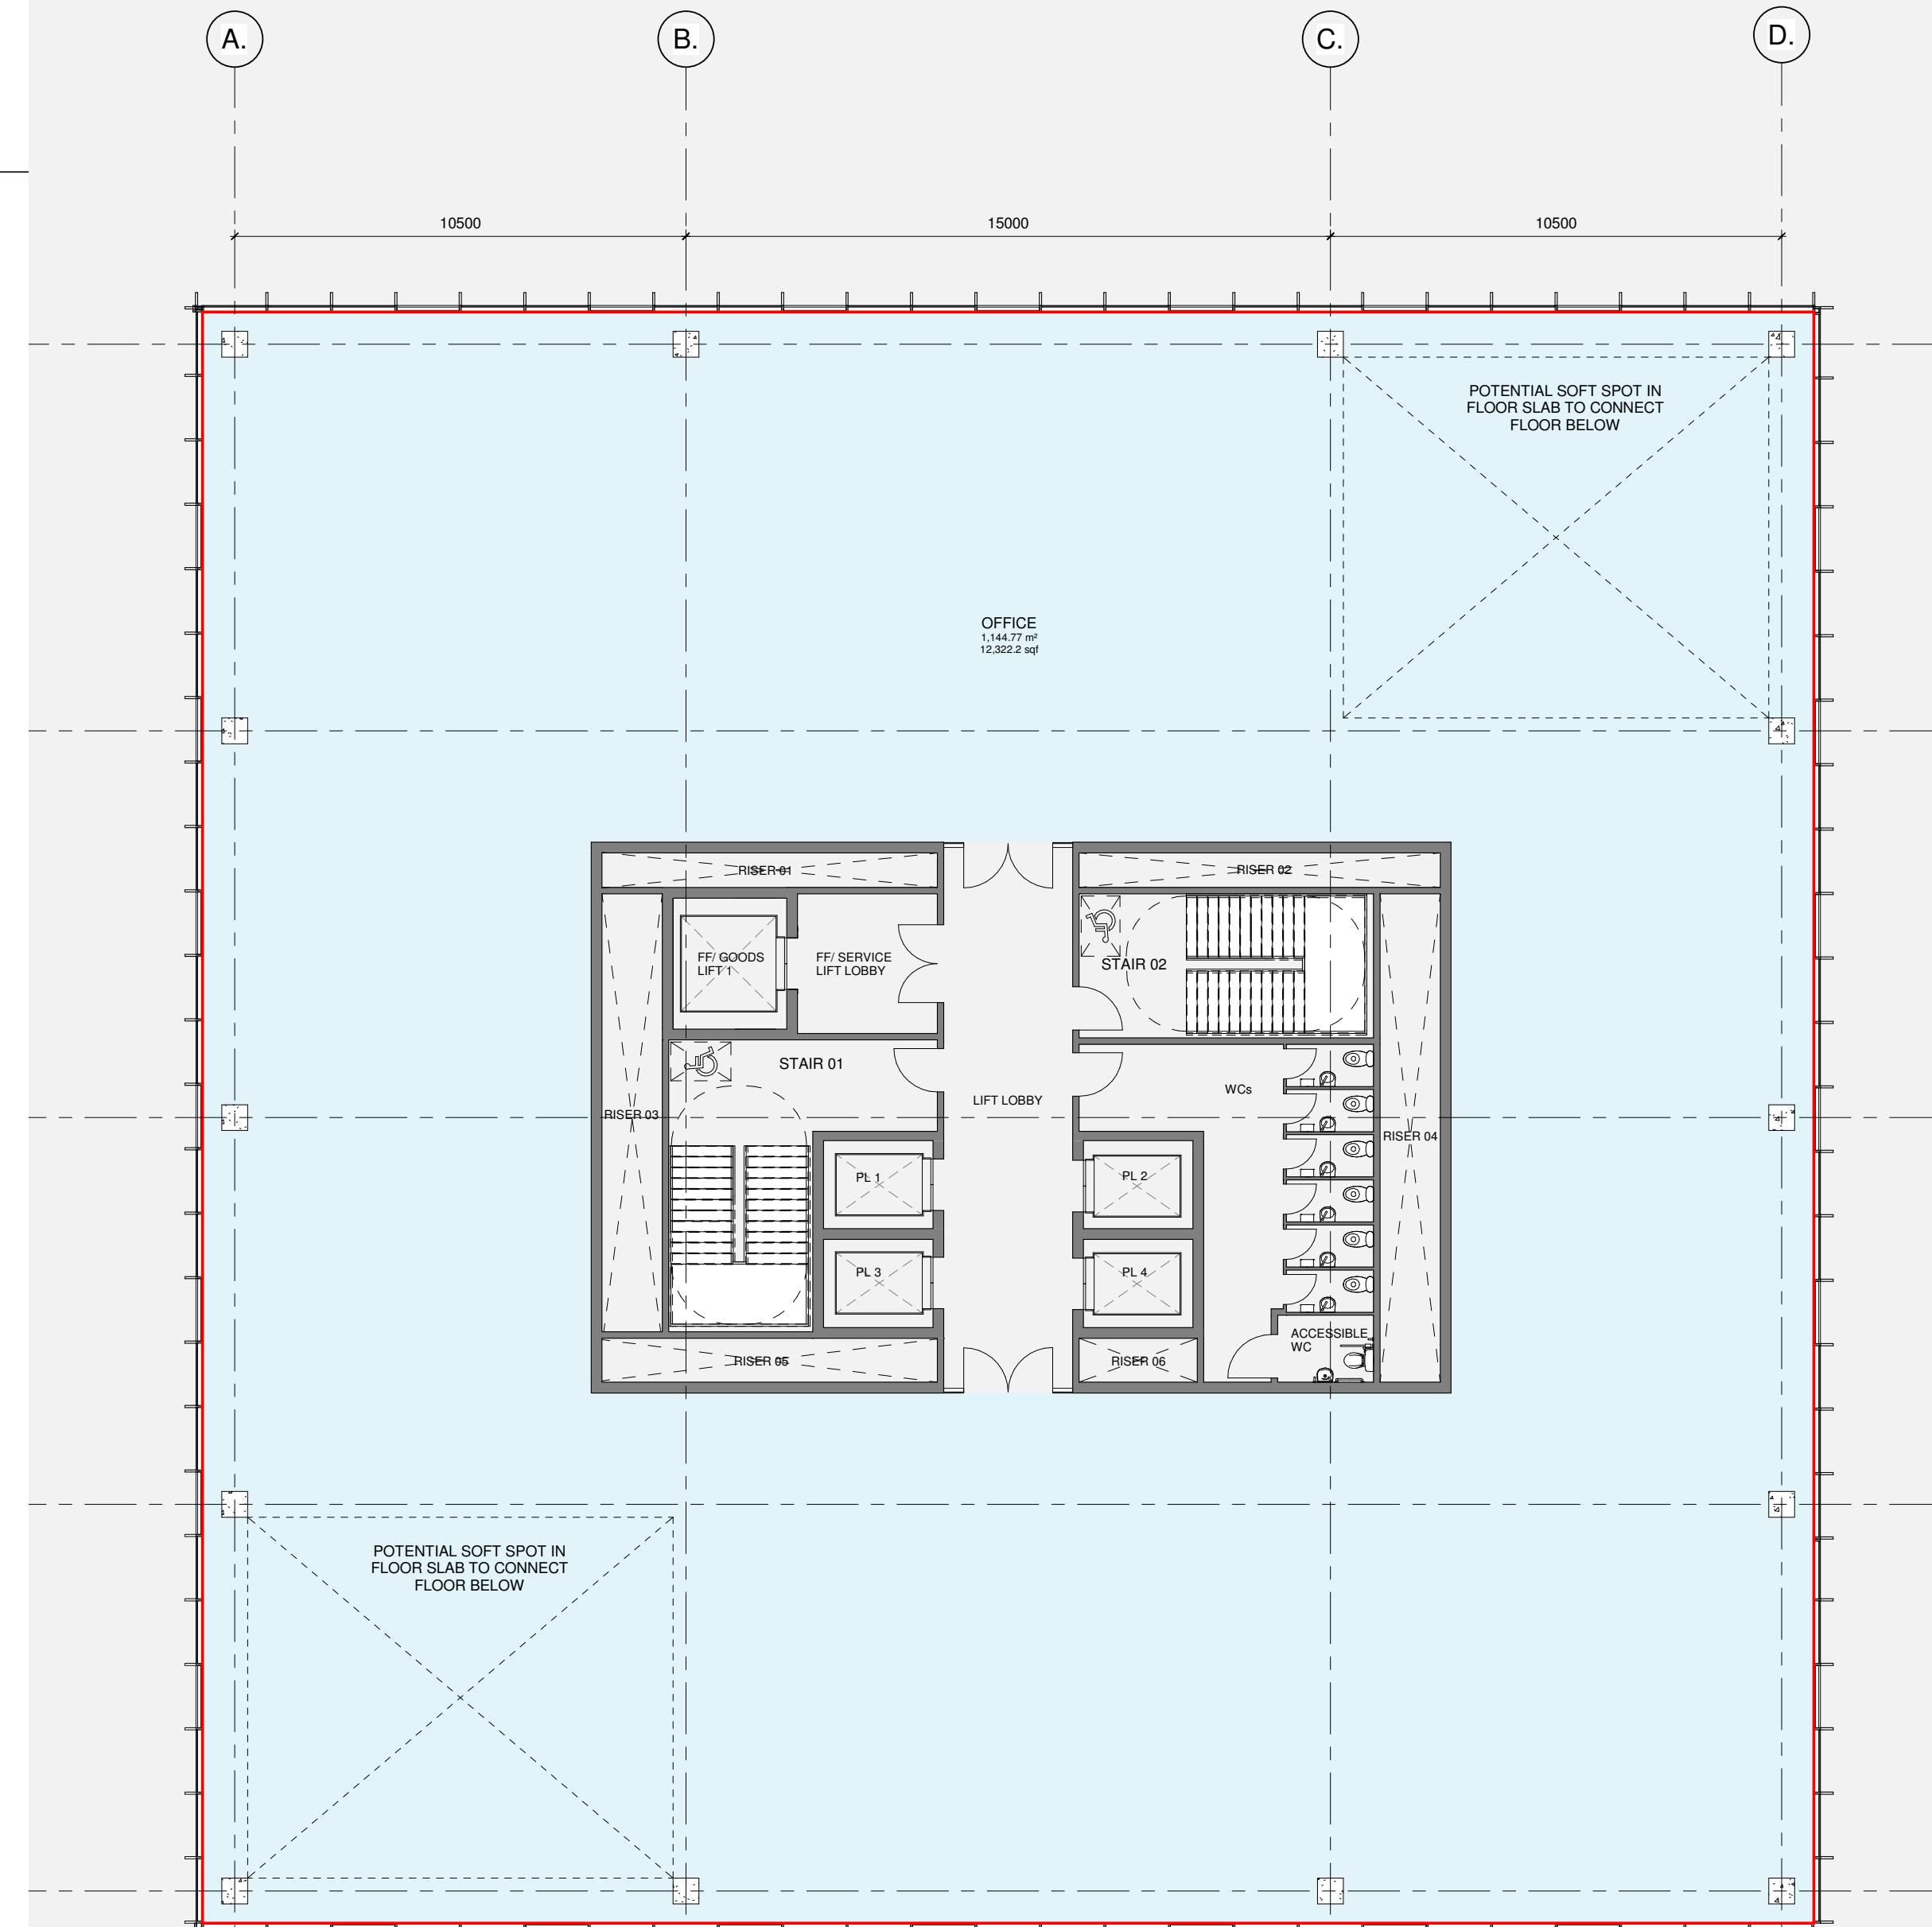 A.
B.
C.
D.
10500
15000
10500
POTENTIAL SOFT SPOT IN
FLOOR SLAB TO CONNECT
FLOOR BELOW
OFFICE
1,144.77 m²
12,322.2 sqf
RISER 01
RISER 02
FF/ GOODS
LIFT 1
FF/ SERVICE
LIFT LOBBY
STAIR 02
STAIR 01
WCs
LIFT LOBBY
RISER 03
RISER 04
PL 1
PL 2
PL 3
PL 4
ACCESSIBLE
WC
RISER 05
RISER 06
POTENTIAL SOFT SPOT IN
FLOOR SLAB TO CONNECT
FLOOR BELOW